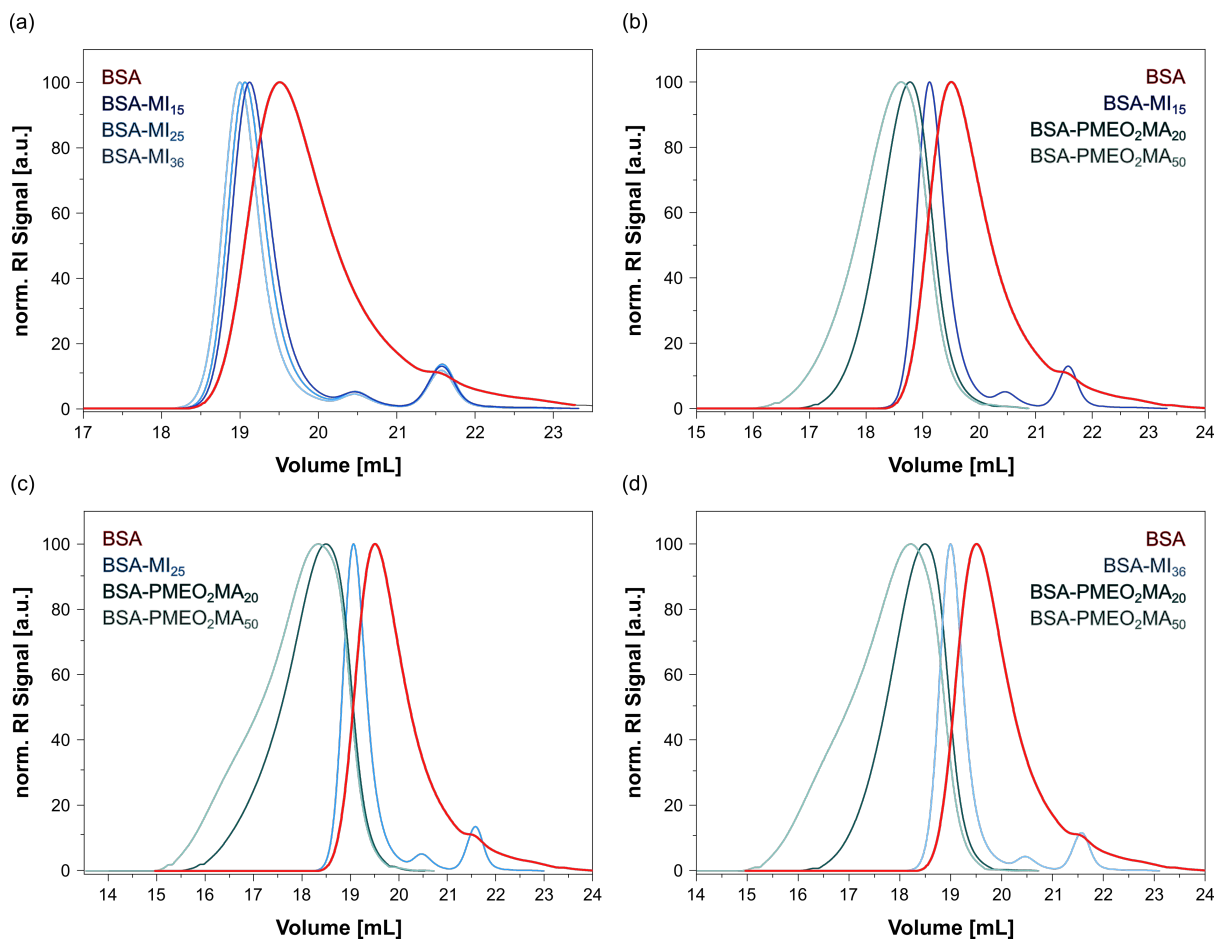 (a)
norm. RI Signal [a.u.]
100
80
60
40
20
0
BSA
BSA-MI₁₅
BSA-MI₂₅
BSA-MI₃₆
17 19 20 21 22 23
Volume [mL]
(b)
norm. RI Signal [a.u.]
100
80
60
40
20
0
BSA
BSA-MI₁₅
BSA-PMEO₂MA₂₀
BSA-PMEO₂MA₅₀
15 16 17 18 19 20 21 22 23 24
Volume [mL]
(c)
norm. RI Signal [a.u.]
100
80
60
40
20
0
BSA
BSA-MI₂₅
BSA-PMEO₂MA₂₀
BSA-PMEO₂MA₅₀
14 15 16 17 18 19 20 21 22 23 24
Volume [mL]
(d)
norm. RI Signal [a.u.]
100
80
60
40
20
0
BSA
BSA-MI₃₆
BSA-PMEO₂MA₂₀
BSA-PMEO₂MA₅₀
14 15 16 17 18 19 20 21 22 23 24
Volume [mL]